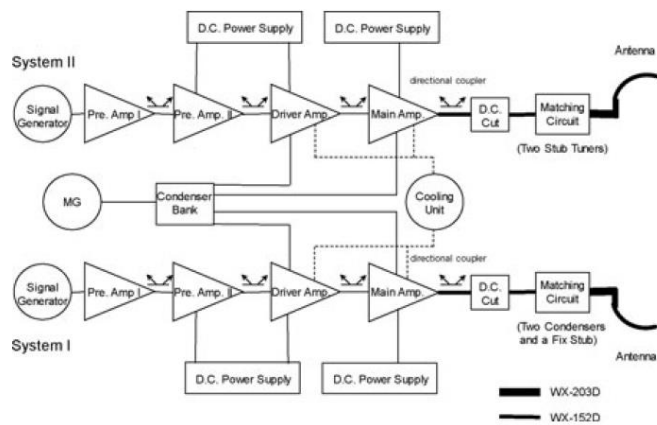 D.C. Power Supply
D.C. Power Supply
Antenna
System II
directional coupler
Signal
Generator
Pre. Amp I
Pre. Amp. II
Driver Amp.
Main Amp.
D.C.
Cut
Matching
Circuit
(Two Stub Tuners)
MG
Condenser
Bank
Cooling
Unit
directional coupler
Signal
Generator
Pre. Amp I
Pre. Amp. II
Driver Amp.
Main Amp.
D.C.
Cut
Matching
Circuit
(Two Condensers
and a Fix Stub)
System I
Antenna
D.C. Power Supply
D.C. Power Supply
WX-203D
WX-152D